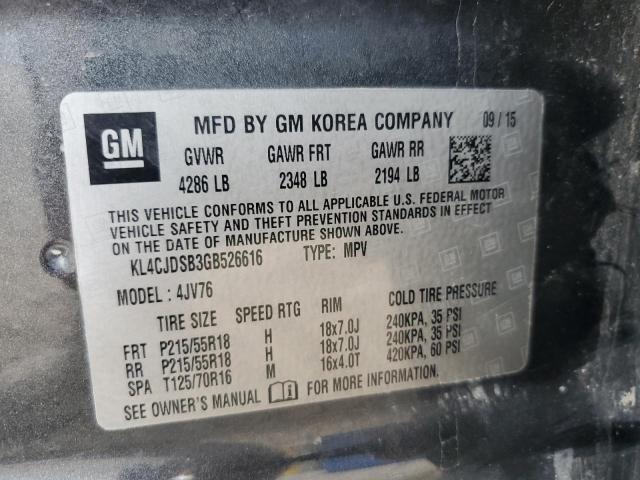 GM
MFD BY GM KOREA COMPANY 09/15
GVWR GAWR FRT GAWR RR
4286 LB 2348 LB 2194 LB
THIS VEHICLE CONFORMS TO ALL APPLICABLE U.S. FEDERAL MOTOR
VEHICLE SAFETY AND THEFT PREVENTION STANDARDS IN EFFECT
ON THE DATE OF MANUFACTURE SHOWN ABOVE.
KL4CJDSB3GB526616 TYPE: MPV
MODEL: 4JV76
TIRE SIZE SPEED RTG RIM COLD TIRE PRESSURE
FRT P215/55R18 H 18x7.0J 240KPA, 35 PSI
RR P215/55R18 H 18x7.0J 240KPA, 35 PSI
SPA T125/70R16 M 16x4.0T 420KPA, 60 PSI
SEE OWNER'S MANUAL FOR MORE INFORMATION.